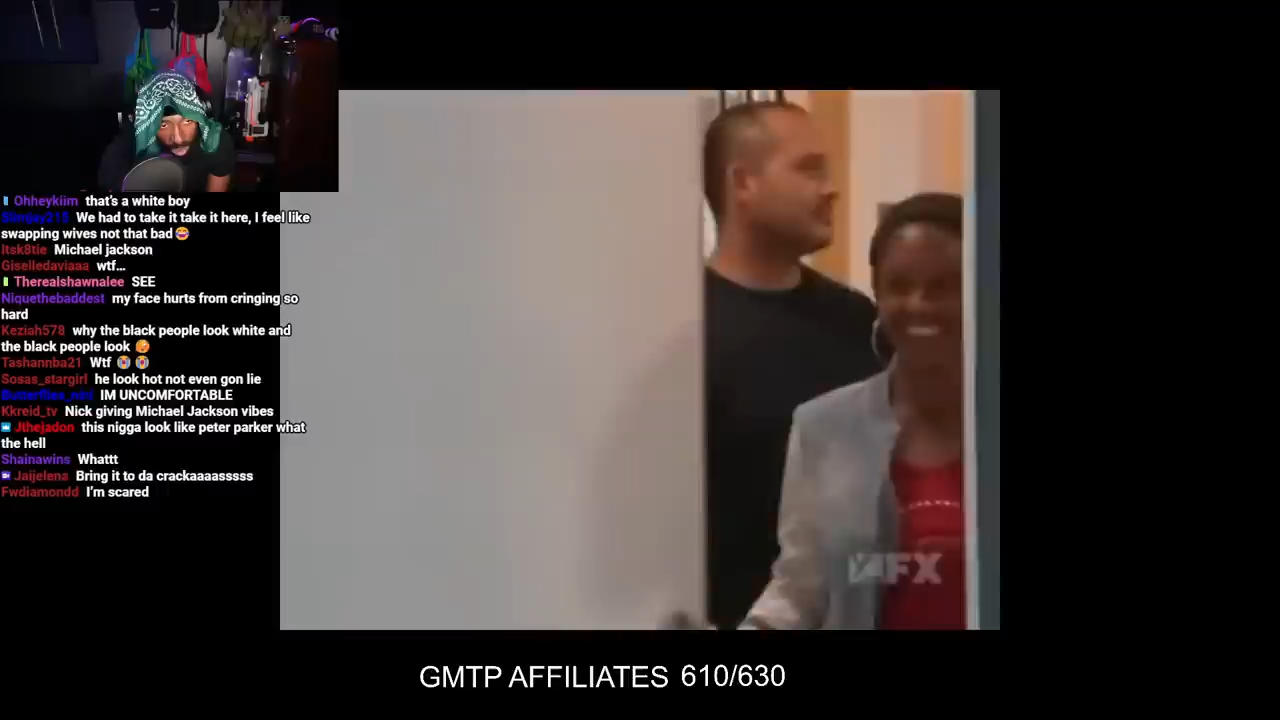 Ohheykiim that's a white boy
Slimjay215 We had to take it take it here, I feel like
swapping wives not that bad😂
Itsk8tie Michael jackson
Giselledaviaaa wtf...
Therealshawnalee SEE
Niquethebaddest my face hurts from cringing so
hard
Keziah578 why the black people look white and
the black people look 🥴
Tashannba21 Wtf 😭 😭
Sosas_stargirl he look hot not even gon lie
IM UNCOMFORTABLE
Kkreid_tv Nick giving Michael Jackson vibes
Jthejadon this nigga look like peter parker what
the hell
Shainawins Whattt
Jaijelena Bring it to da crackaaaasssss
Fwdiamondd I'm scared
FX
GMTP AFFILIATES 610/630